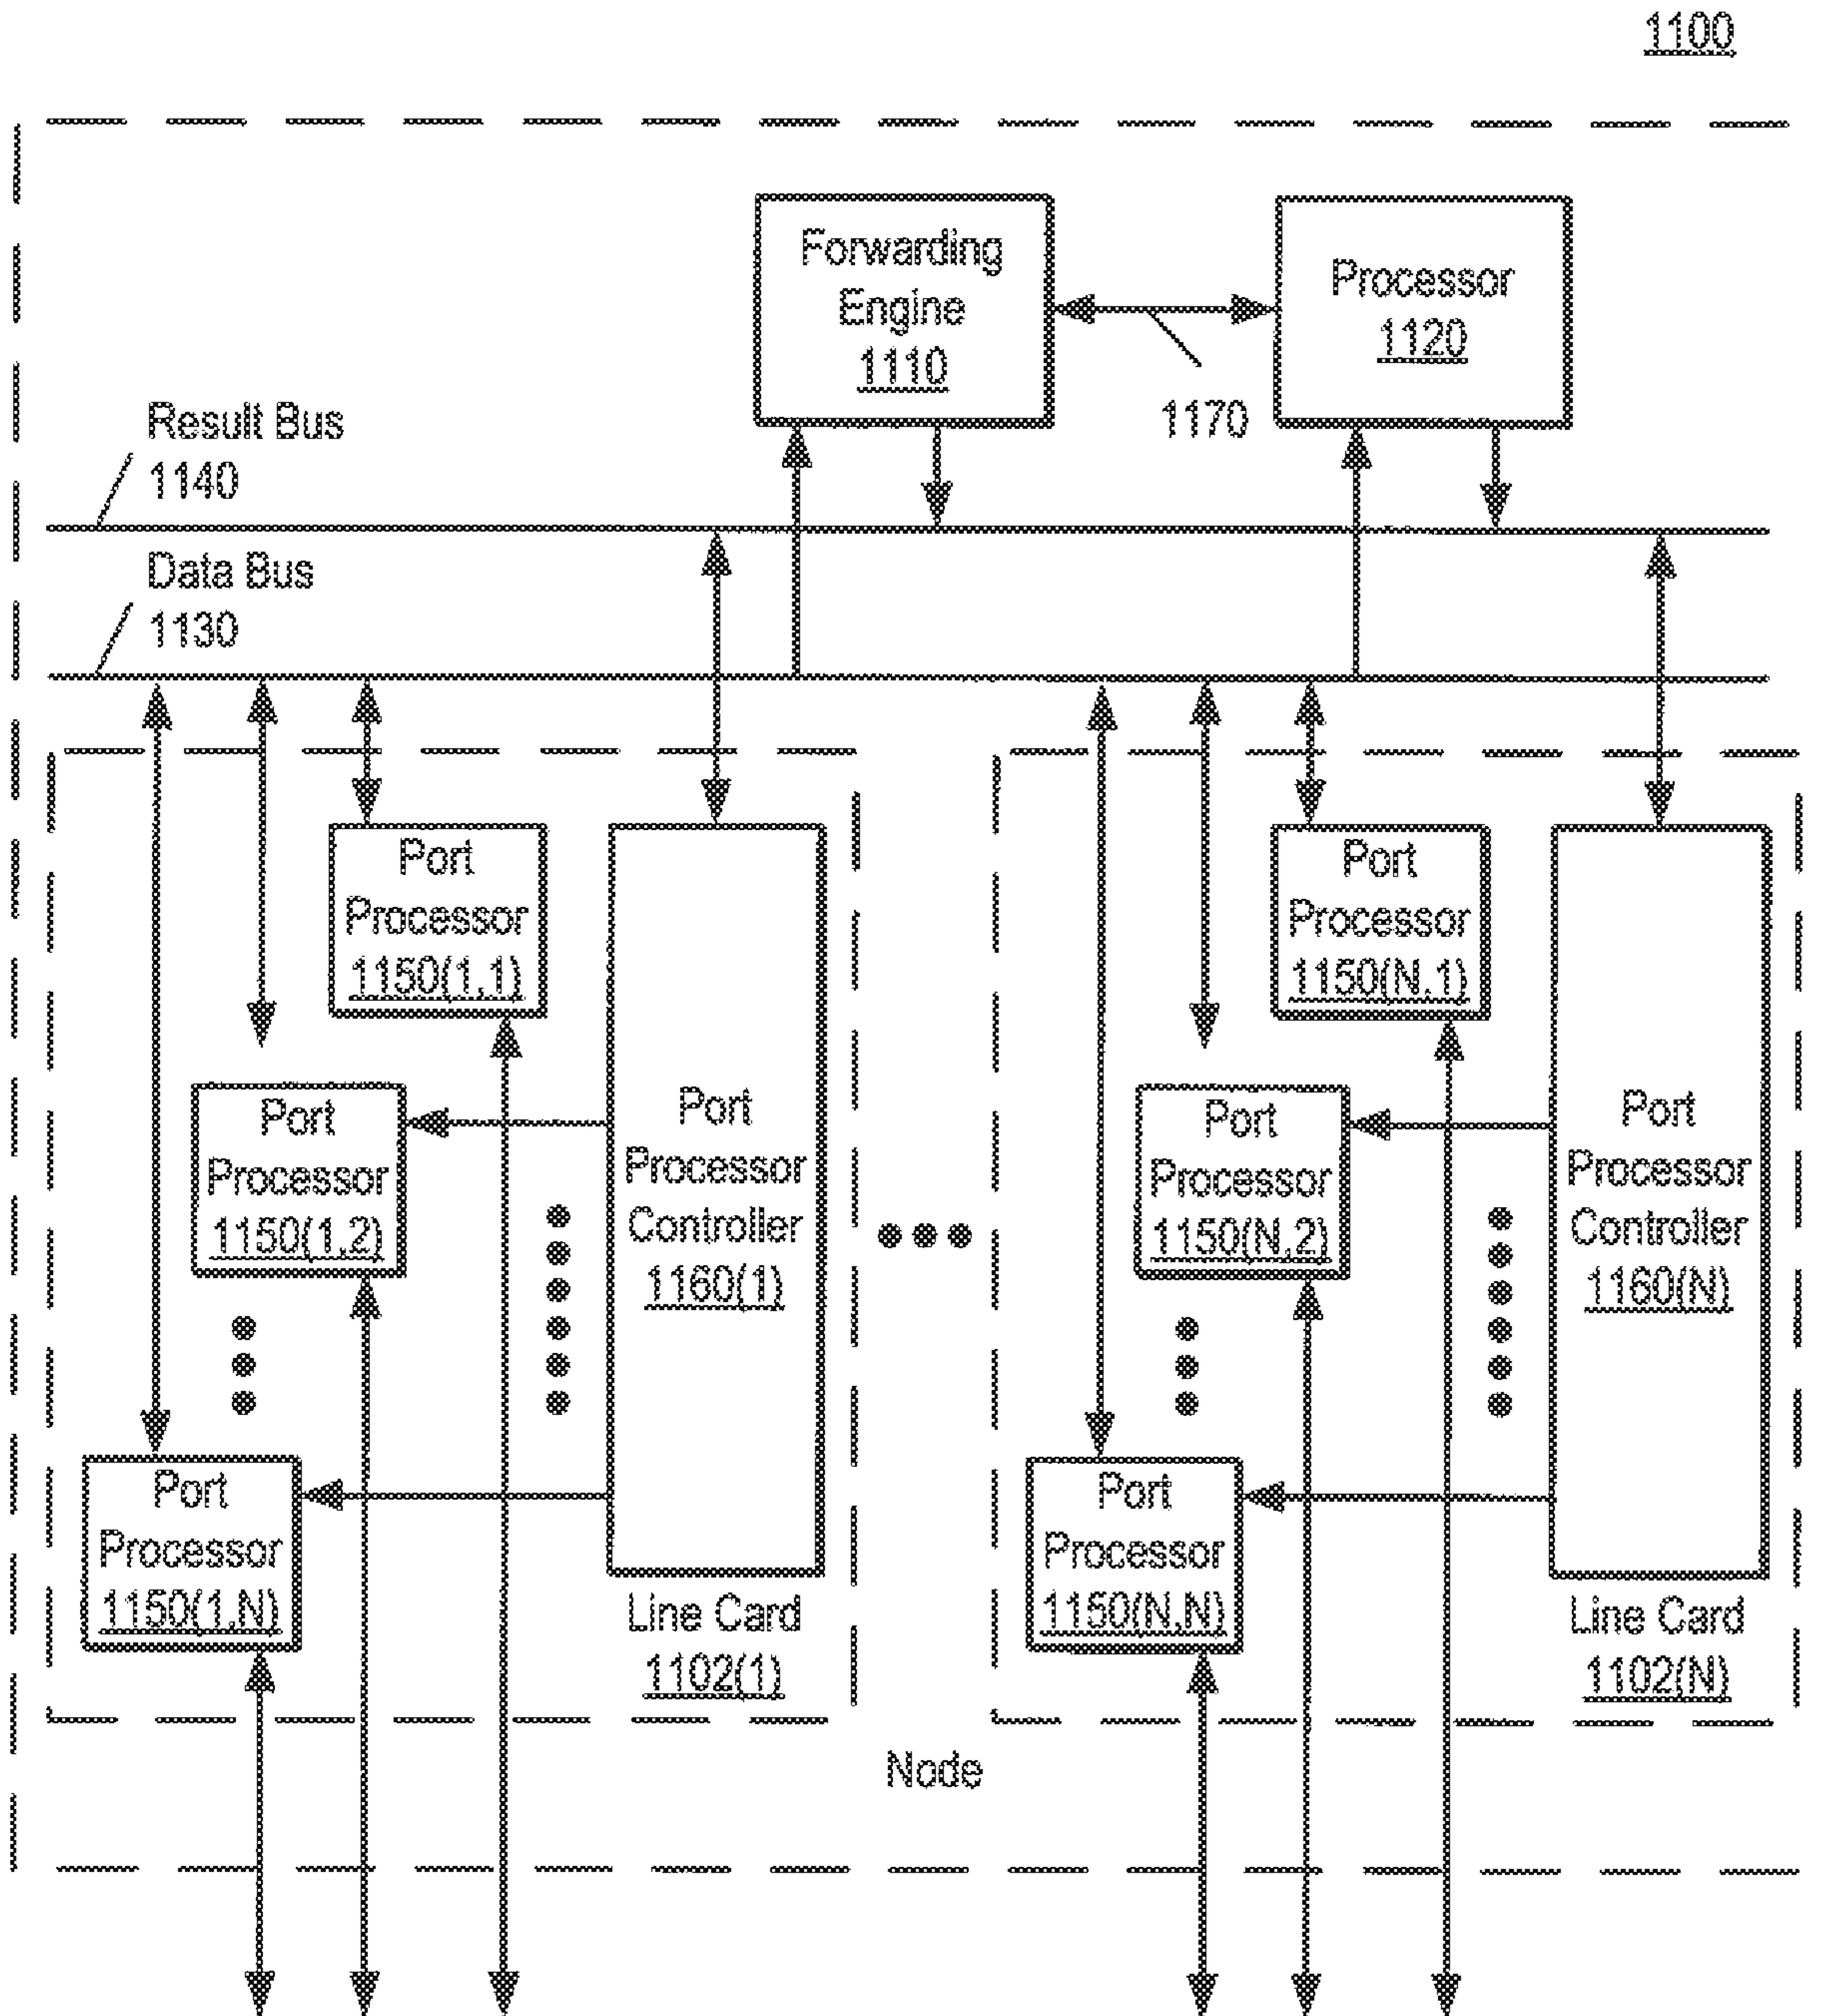 1100
Forwarding
Engine
1110
Processor
1120
1170
Result Bus
1140
Data Bus
1130
Port
Processor
1150(1,1)
Port
Processor
1150(1,2)
Port
Processor
1150(1,N)
Port
Processor
Controller
1160(1)
Line Card
1102(1)
Port
Processor
1150(N,1)
Port
Processor
1150(N,2)
Port
Processor
1150(N,N)
Port
Processor
Controller
1160(N)
Line Card
1102(N)
Node